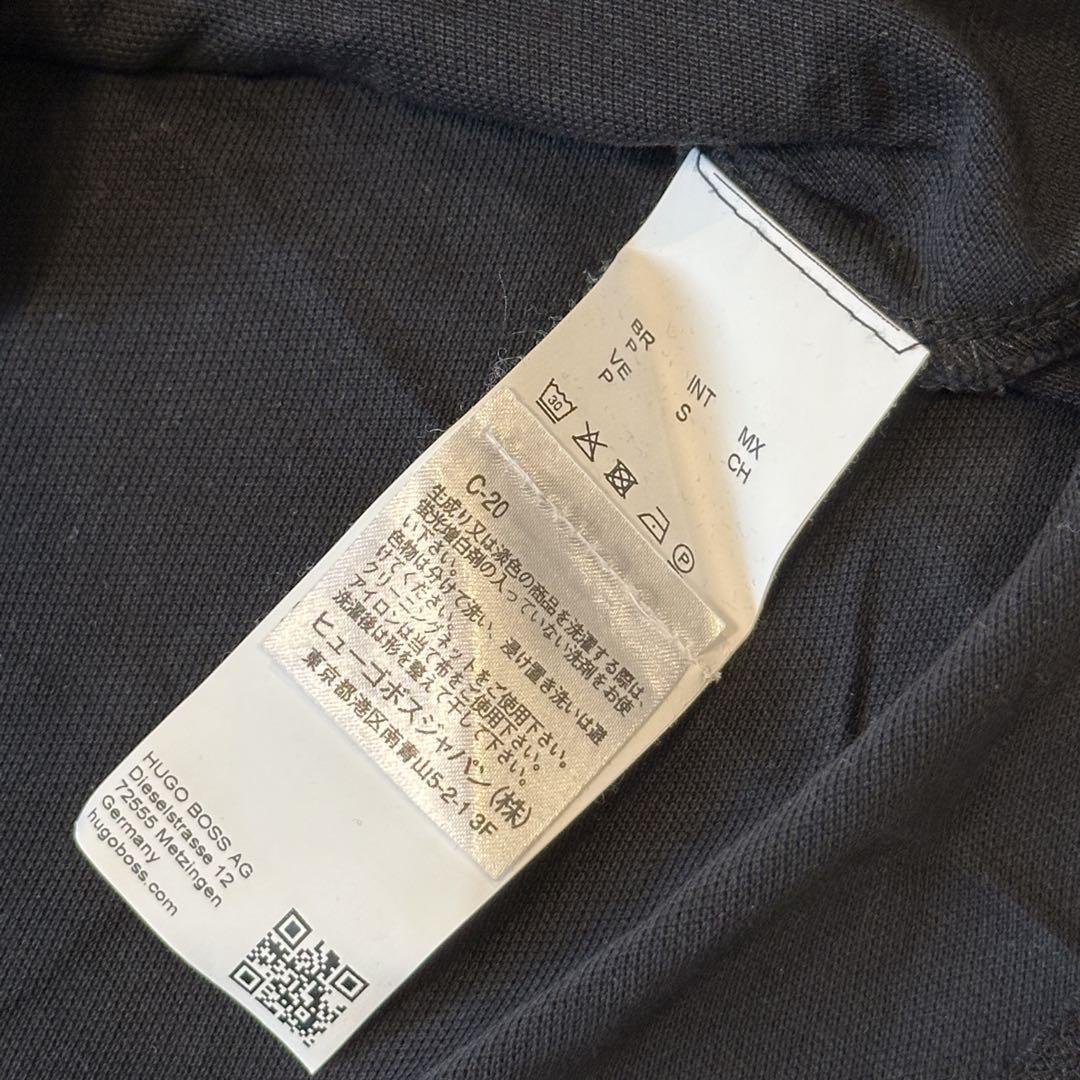 BR
P
VE
P
INT
S
MX
CH
30
P
C-20
生成り又は淡色の商品を洗濯する際は、
蛍光増白剤の入っていない洗剤をお使
い下さい。
色物は分けて洗い、浸け置き洗いは避
けてください。
クリーニングネットをご使用下さい。
アイロンは当て布をご使用下さい。
洗濯後は形を整えて干して下さい。
ヒューゴボスジャパン(株)
東京都港区南青山5-2-1 3F
HUGO BOSS AG
Dieselstrasse 12
72555 Metzingen
Germany
hugoboss.com